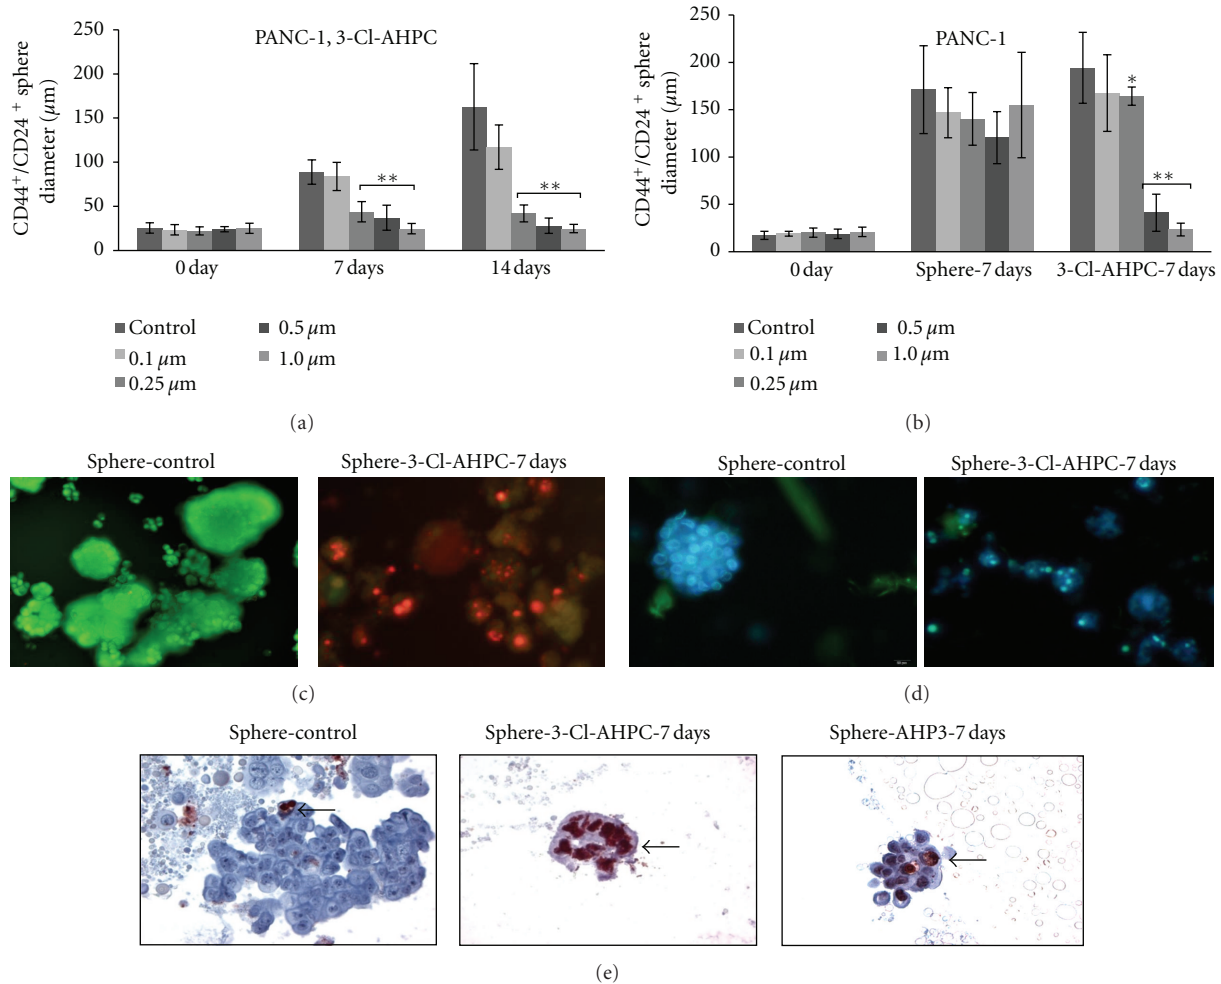 250
200
150
100
50
0
CD44+/CD24 + sphere
diameter (µm)
PANC-1, 3-Cl-AHPC
**
**
0 day
7 days
14 days
Control
0.1 µm
0.25 µm
0.5 µm
1.0 µm
(a)
250
200
150
100
50
0
CD44+/CD24 + sphere
diameter (µm)
PANC-1
*
**
0 day
Sphere-7 days
3-Cl-AHPC-7 days
Control
0.1 µm
0.25 µm
0.5 µm
1.0 µm
(b)
Sphere-control
Sphere-3-Cl-AHPC-7 days
(c)
Sphere-control
Sphere-3-Cl-AHPC-7 days
(d)
Sphere-control
Sphere-3-Cl-AHPC-7 days
Sphere-AHP3-7 days
(e)